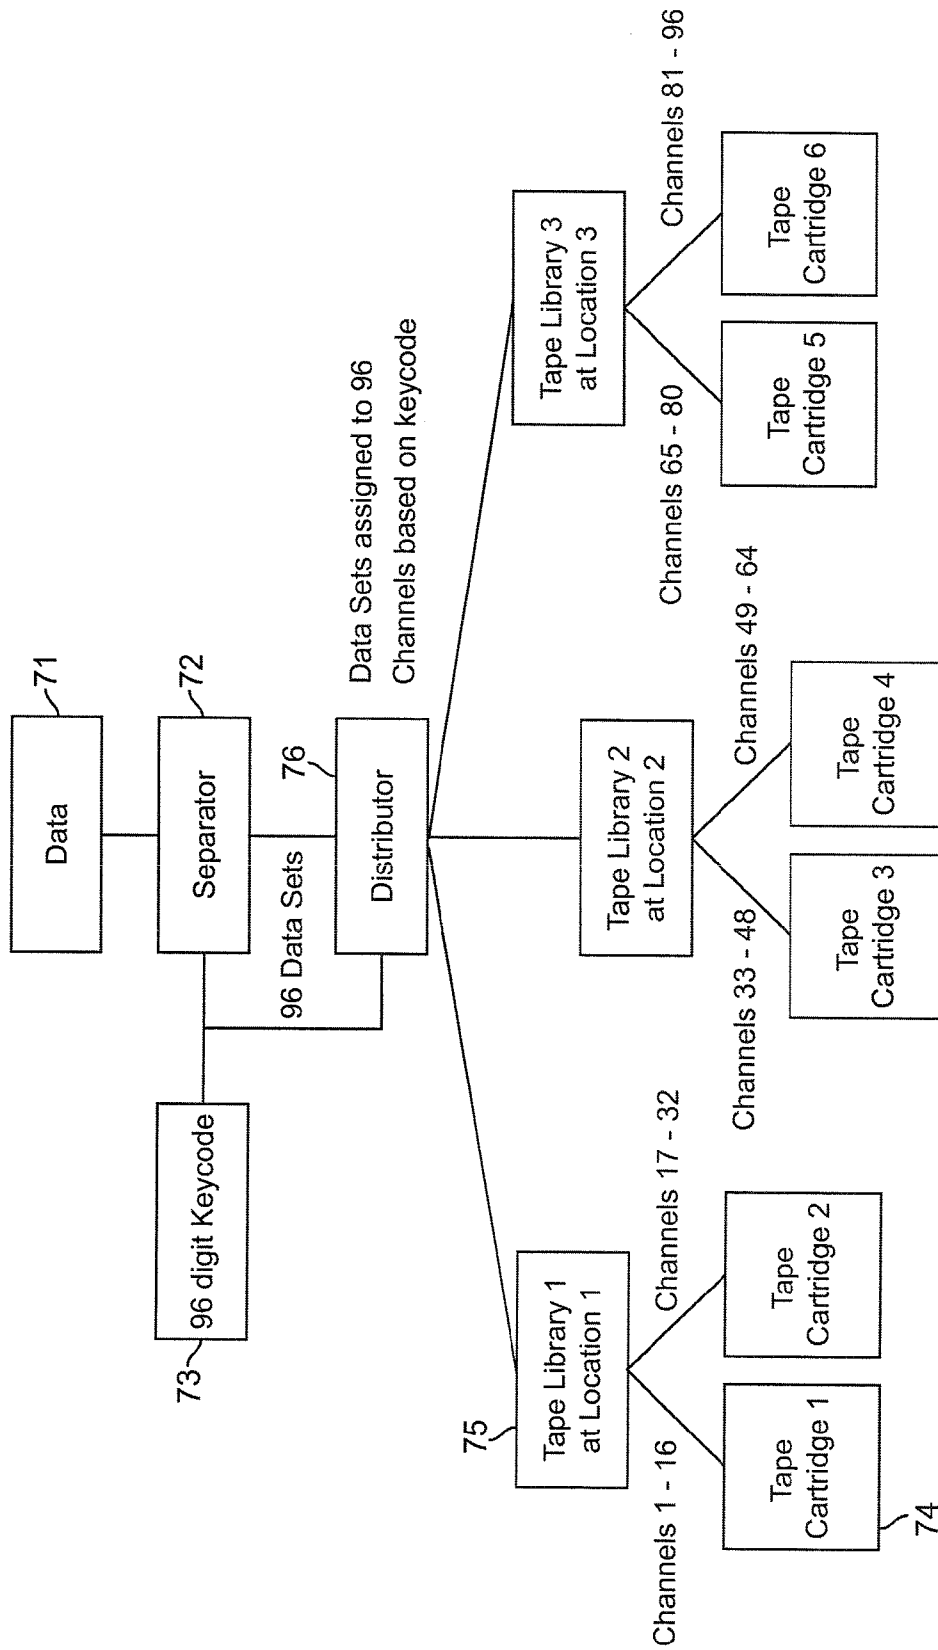 71
Data
72
Separator
96 digit Keycode
73
96 Data Sets
76
Distributor
Data Sets assigned to 96
Channels based on keycode
75
Tape Library 1
at Location 1
Tape Library 2
at Location 2
Tape Library 3
at Location 3
Channels 1 - 16
Channels 17 - 32
Channels 33 - 48
Channels 49 - 64
Channels 65 - 80
Channels 81 - 96
Tape
Cartridge 1
74
Tape
Cartridge 2
Tape
Cartridge 3
Tape
Cartridge 4
Tape
Cartridge 5
Tape
Cartridge 6